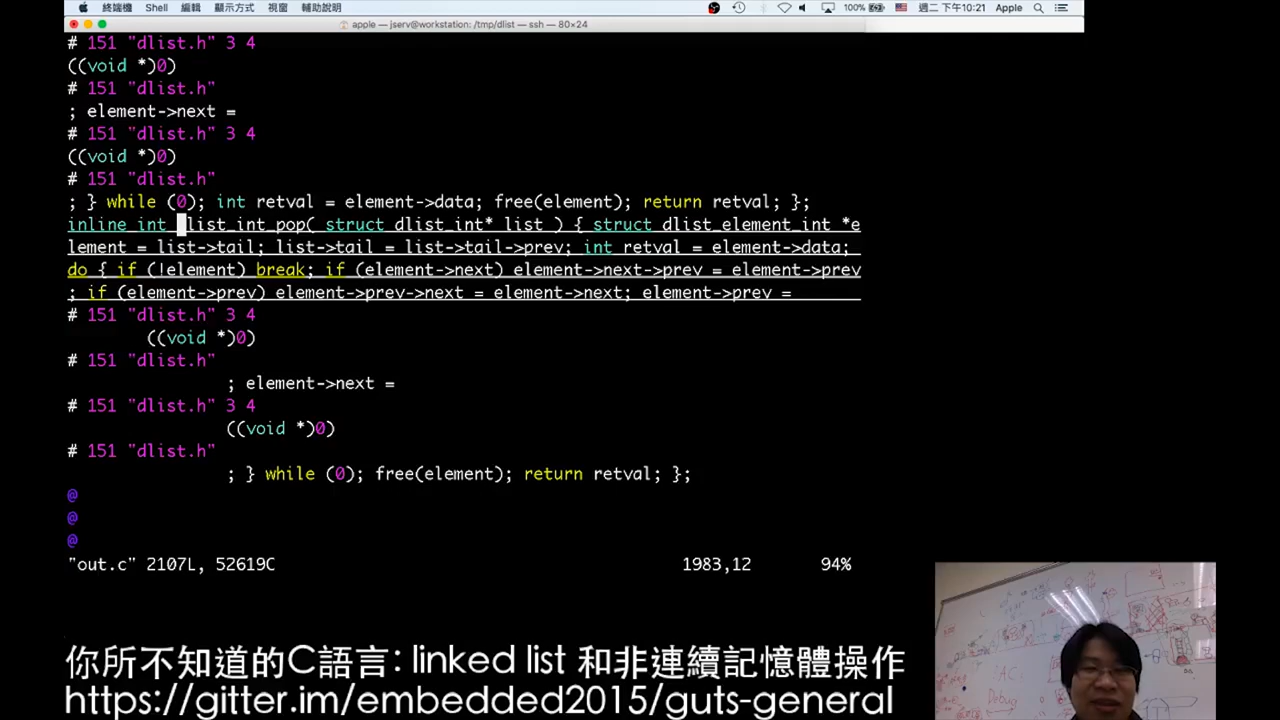 終端機 Shell 編輯 顯示方式 視窗 輔助說明 100% 週二 下午10:21 Apple
apple — jserv@workstation: /tmp/dlist — ssh — 80×24
# 151 "dlist.h" 3 4
((void *)0)
# 151 "dlist.h"
; element->next =
# 151 "dlist.h" 3 4
((void *)0)
# 151 "dlist.h"
; } while (0); int retval = element->data; free(element); return retval; };
inline int dlist_int_pop( struct dlist_int* list ) { struct dlist_element_int *e
lement = list->tail; list->tail = list->tail->prev; int retval = element->data;
do { if (!element) break; if (element->next) element->next->prev = element->prev
; if (element->prev) element->prev->next = element->next; element->prev =
# 151 "dlist.h" 3 4
((void *)0)
# 151 "dlist.h"
; element->next =
# 151 "dlist.h" 3 4
((void *)0)
# 151 "dlist.h"
; } while (0); free(element); return retval; };
@
@
@
"out.c" 2107L, 52619C 1983,12 94%
Debug
你所不知道的C語言: linked list 和非連續記憶體操作
https://gitter.im/embedded2015/guts-general